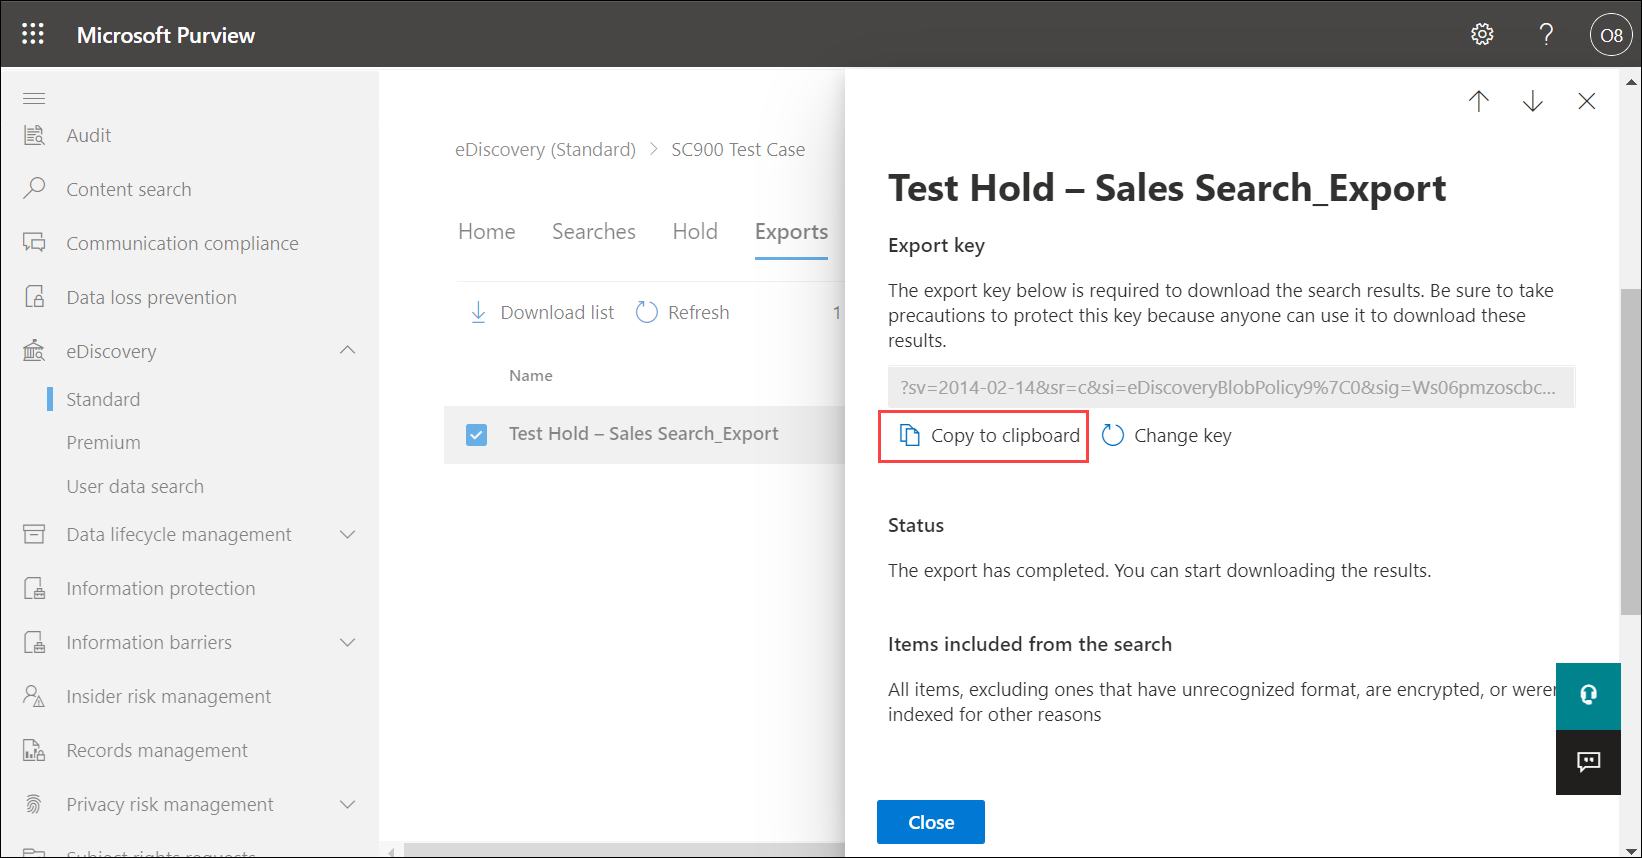 Microsoft Purview
O8
Audit
Content search
Communication compliance
Data loss prevention
eDiscovery
Standard
Premium
User data search
Data lifecycle management
Information protection
Information barriers
Insider risk management
Records management
Privacy risk management
Subject rights requests
eDiscovery (Standard) > SC900 Test Case
Home Searches Hold Exports
Download list Refresh 1
Name
Test Hold – Sales Search_Export
Test Hold – Sales Search_Export
Export key
The export key below is required to download the search results. Be sure to take
precautions to protect this key because anyone can use it to download these
results.
?sv=2014-02-14&sr=c&si=eDiscoveryBlobPolicy9%7C0&sig=Ws06pmzoscbc...
Copy to clipboard Change key
Status
The export has completed. You can start downloading the results.
Items included from the search
All items, excluding ones that have unrecognized format, are encrypted, or weren
indexed for other reasons
Close